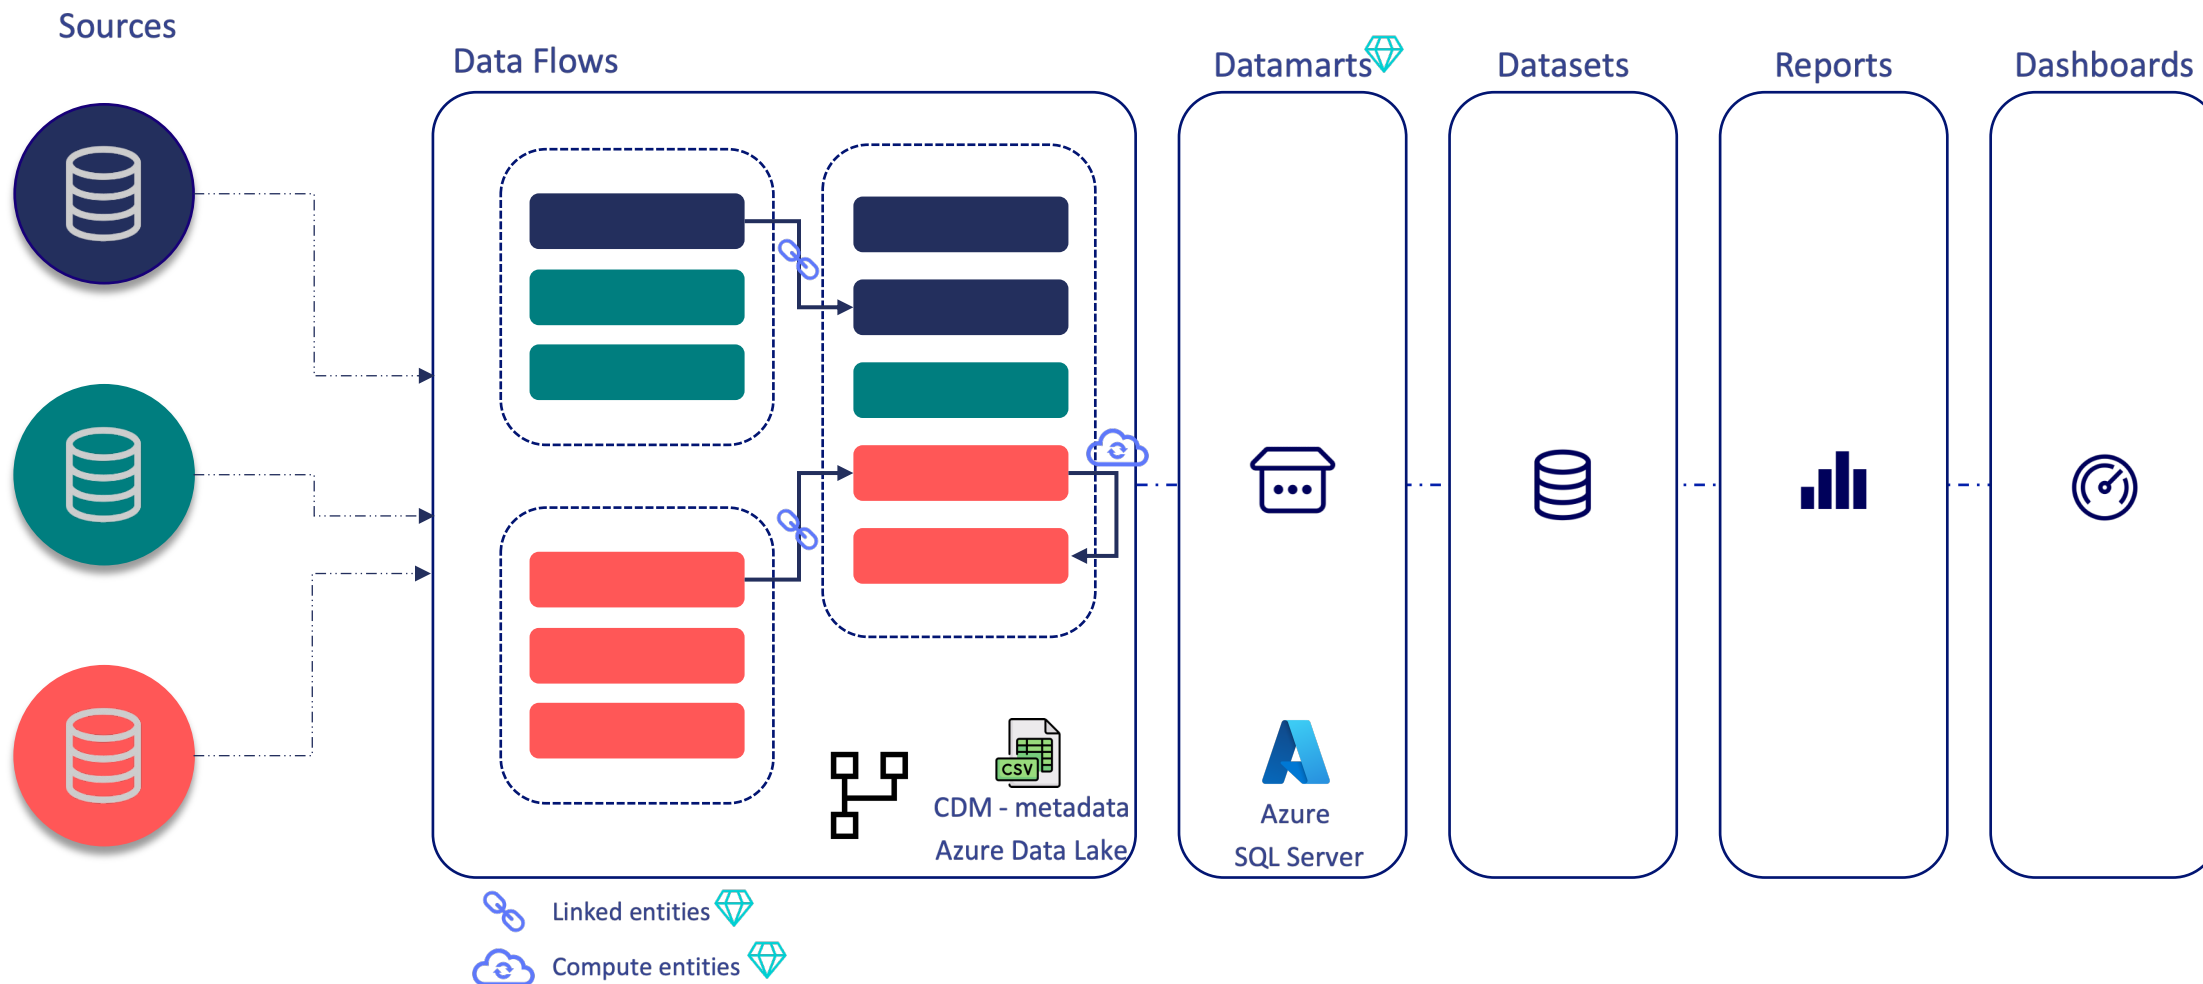 Sources
Data Flows
Datamarts
Datasets
Reports
Dashboards
CSV
CDM - metadata
Azure Data Lake
Azure
SQL Server
Linked entities
Compute entities